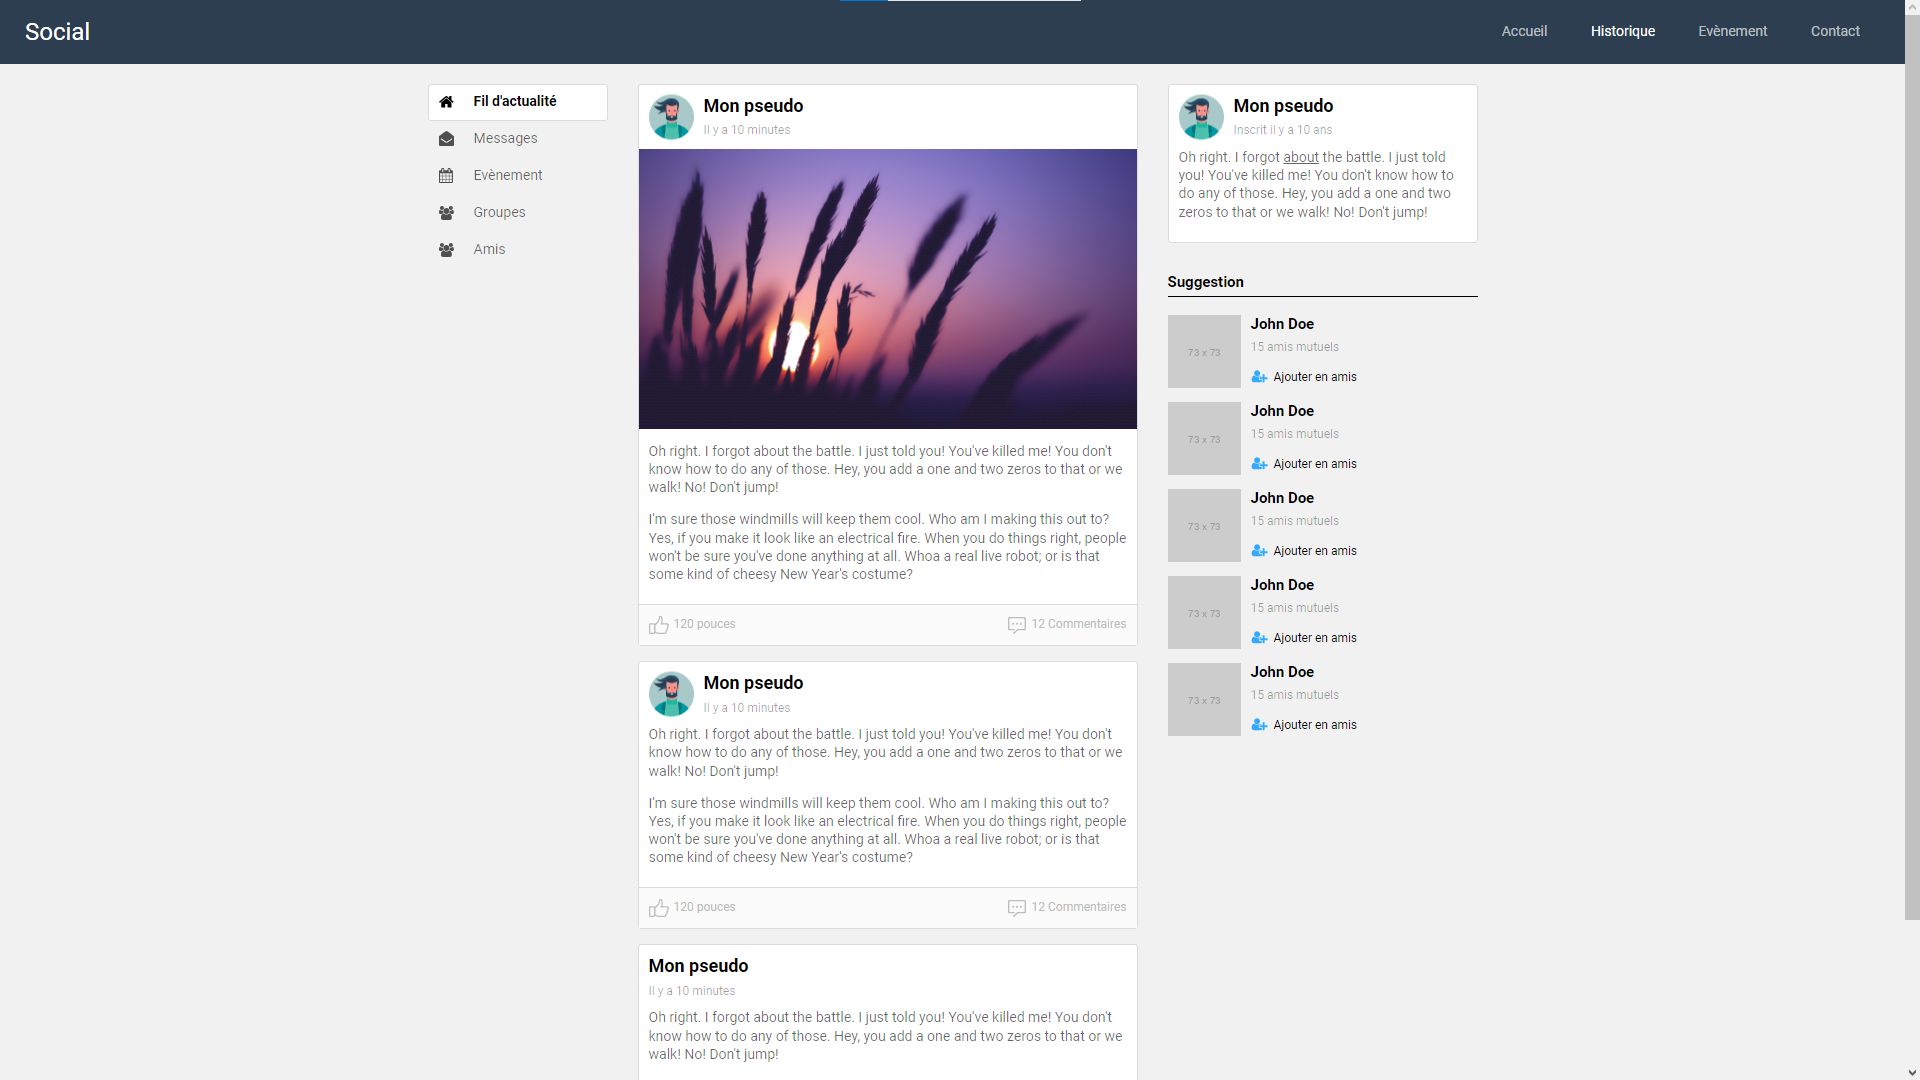 Social
Accueil
Historique
Evènement
Contact
Fil d'actualité
Messages
Evènement
Groupes
Amis
Mon pseudo
Il y a 10 minutes
Oh right. I forgot about the battle. I just told you! You've killed me! You don't
know how to do any of those. Hey, you add a one and two zeros to that or we
walk! No! Don't jump!
I'm sure those windmills will keep them cool. Who am I making this out to?
Yes, if you make it look like an electrical fire. When you do things right, people
won't be sure you've done anything at all. Whoa a real live robot; or is that
some kind of cheesy New Year's costume?
120 pouces
12 Commentaires
Mon pseudo
Il y a 10 minutes
Oh right. I forgot about the battle. I just told you! You've killed me! You don't
know how to do any of those. Hey, you add a one and two zeros to that or we
walk! No! Don't jump!
I'm sure those windmills will keep them cool. Who am I making this out to?
Yes, if you make it look like an electrical fire. When you do things right, people
won't be sure you've done anything at all. Whoa a real live robot; or is that
some kind of cheesy New Year's costume?
120 pouces
12 Commentaires
Mon pseudo
Il y a 10 minutes
Oh right. I forgot about the battle. I just told you! You've killed me! You don't
know how to do any of those. Hey, you add a one and two zeros to that or we
walk! No! Don't jump!
Mon pseudo
Inscrit il y a 10 ans
Oh right. I forgot about the battle. I just told
you! You've killed me! You don't know how to
do any of those. Hey, you add a one and two
zeros to that or we walk! No! Don't jump!
Suggestion
73 x 73
John Doe
15 amis mutuels
Ajouter en amis
73 x 73
John Doe
15 amis mutuels
Ajouter en amis
73 x 73
John Doe
15 amis mutuels
Ajouter en amis
73 x 73
John Doe
15 amis mutuels
Ajouter en amis
73 x 73
John Doe
15 amis mutuels
Ajouter en amis